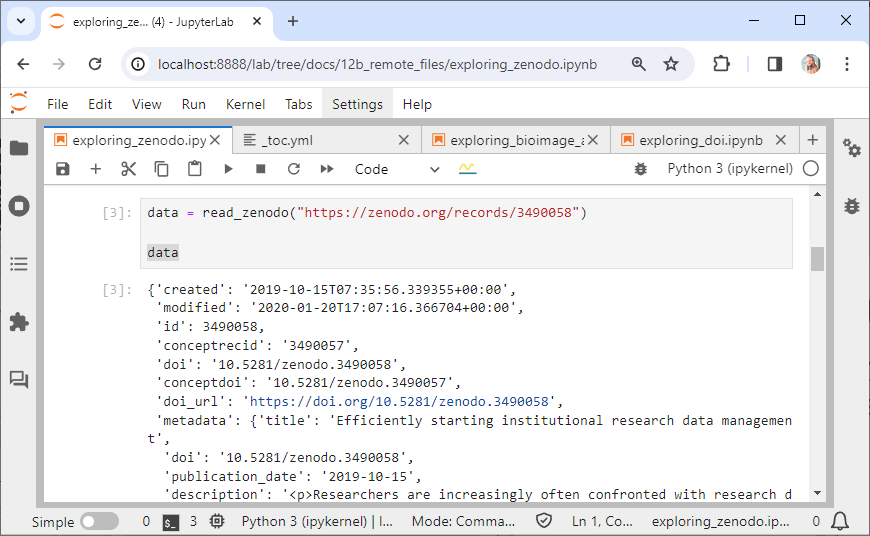 exploring_ze... (4) - JupyterLab
localhost:8888/lab/tree/docs/12b_remote_files/exploring_zenodo.ipynb
File Edit View Run Kernel Tabs Settings Help
exploring_zenodo.ipy _toc.yml exploring_bioimage_a exploring_doi.ipynb
Code Python 3 (ipykernel)
[3]: data = read_zenodo("https://zenodo.org/records/3490058")
data
[3]: {'created': '2019-10-15T07:35:56.339355+00:00',
'modified': '2020-01-20T17:07:16.366704+00:00',
'id': 3490058,
'conceptrecid': '3490057',
'doi': '10.5281/zenodo.3490058',
'conceptdoi': '10.5281/zenodo.3490057',
'doi_url': 'https://doi.org/10.5281/zenodo.3490058',
'metadata': {'title': 'Efficiently starting institutional research data managemen
t',
'doi': '10.5281/zenodo.3490058',
'publication_date': '2019-10-15',
'description': '<p>Researchers are increasingly often confronted with research d
Simple 0 $_ 3 Python 3 (ipykernel) | I... Mode: Comma... Ln 1, Co... exploring_zenodo.ip... 0